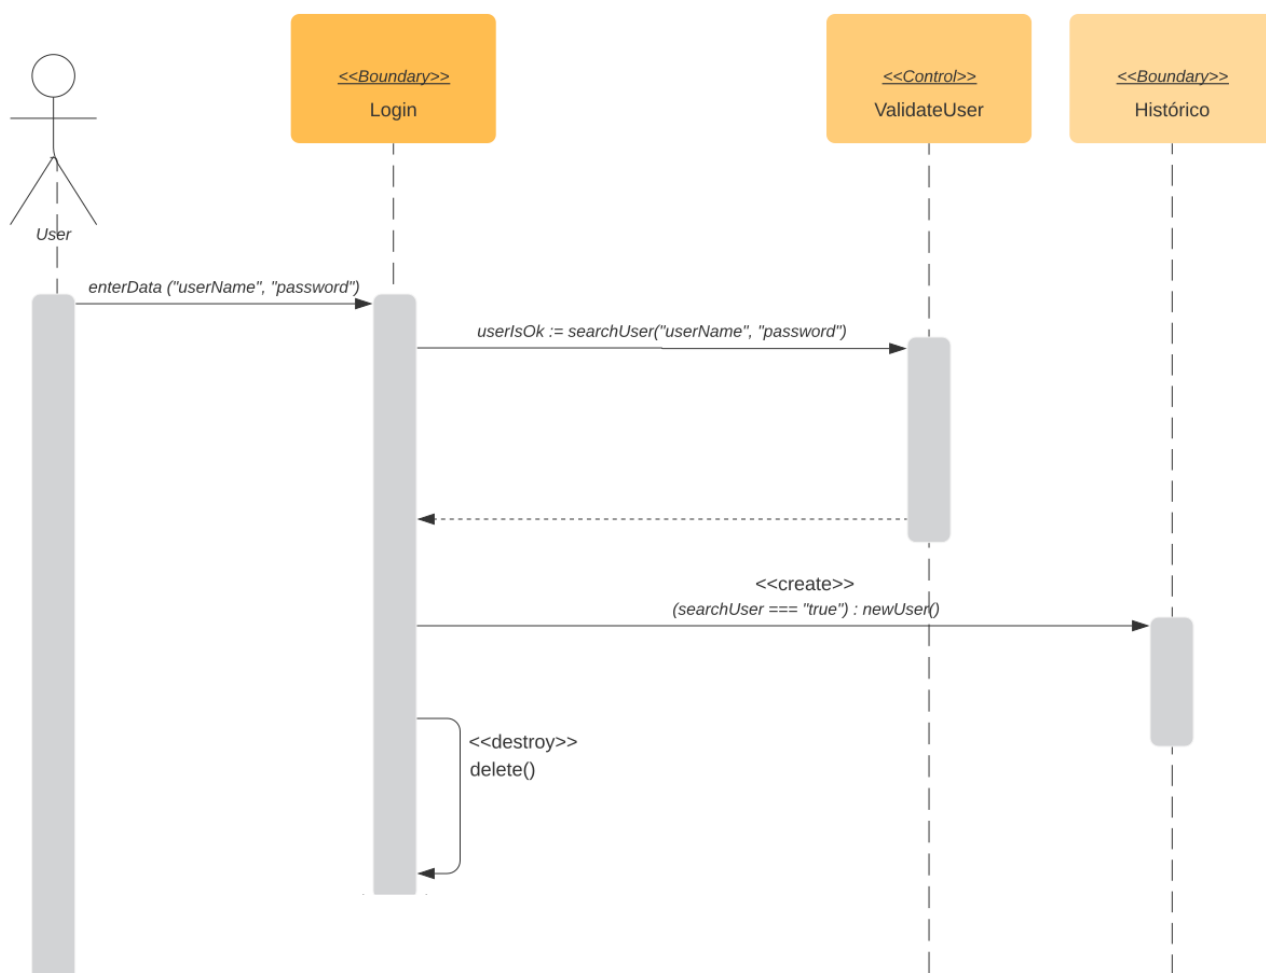 <<Boundary>>
Login
<<Control>>
ValidateUser
<<Boundary>>
Histórico
User
enterData ("userName", "password")
userIsOk := searchUser("userName", "password")
<<create>>
(searchUser === "true") : newUser()
<<destroy>>
delete()